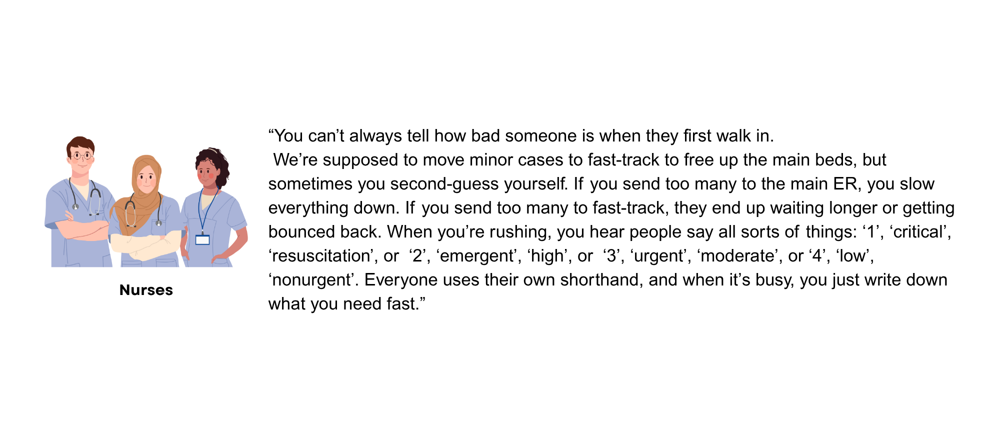 “You can’t always tell how bad someone is when they first walk in.
We’re supposed to move minor cases to fast-track to free up the main beds, but
sometimes you second-guess yourself. If you send too many to the main ER, you slow
everything down. If you send too many to fast-track, they end up waiting longer or getting
bounced back. When you’re rushing, you hear people say all sorts of things: ‘1’, ‘critical’,
‘resuscitation’, or ‘2’, ‘emergent’, ‘high’, or ‘3’, ‘urgent’, ‘moderate’, or ‘4’, ‘low’,
‘nonurgent’. Everyone uses their own shorthand, and when it’s busy, you just write down
what you need fast.”
Nurses